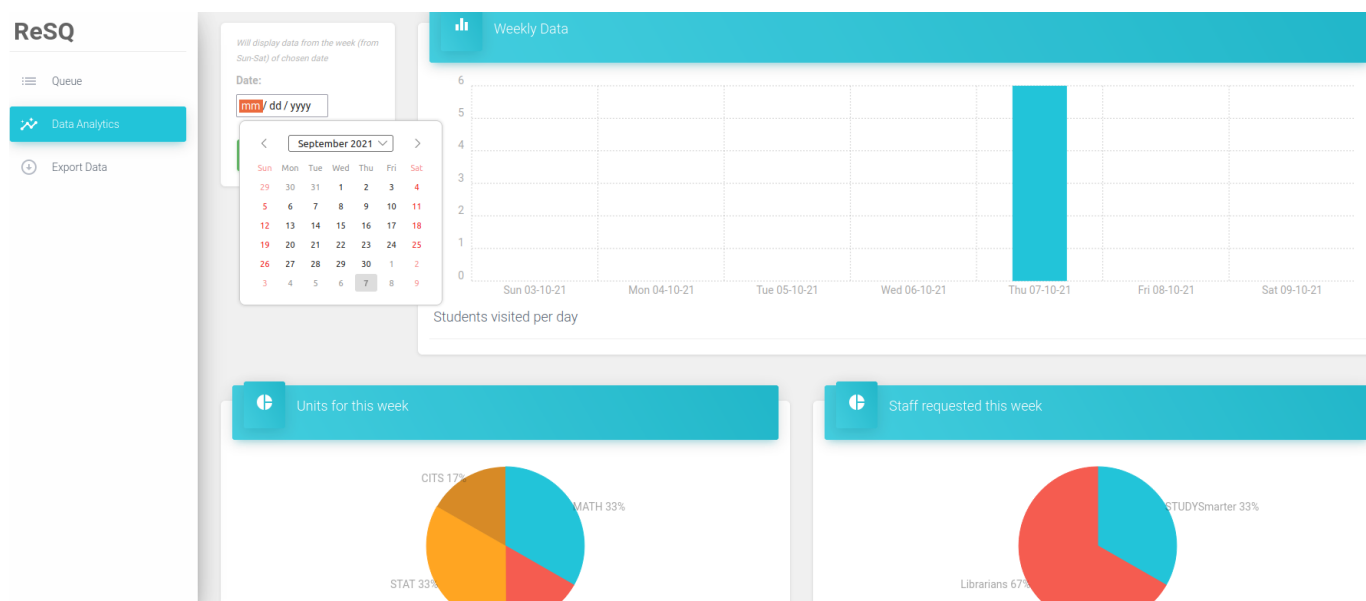 ReSQ
Queue
Data Analytics
Export Data
Will display data from the week (from
Sun-Sat) of chosen date
Date:
mm / dd / yyyy
September 2021
Sun Mon Tue Wed Thu Fri Sat
29 30 31 1 2 3 4
5 6 7 8 9 10 11
12 13 14 15 16 17 18
19 20 21 22 23 24 25
26 27 28 29 30 1 2
3 4 5 6 7 8 9
Weekly Data
6
5
4
3
2
1
0
Sun 03-10-21 Mon 04-10-21 Tue 05-10-21 Wed 06-10-21 Thu 07-10-21 Fri 08-10-21 Sat 09-10-21
Students visited per day
Units for this week
CITS 17%
MATH 33%
STAT 33%
Staff requested this week
STUDYSmarter 33%
Librarians 67%